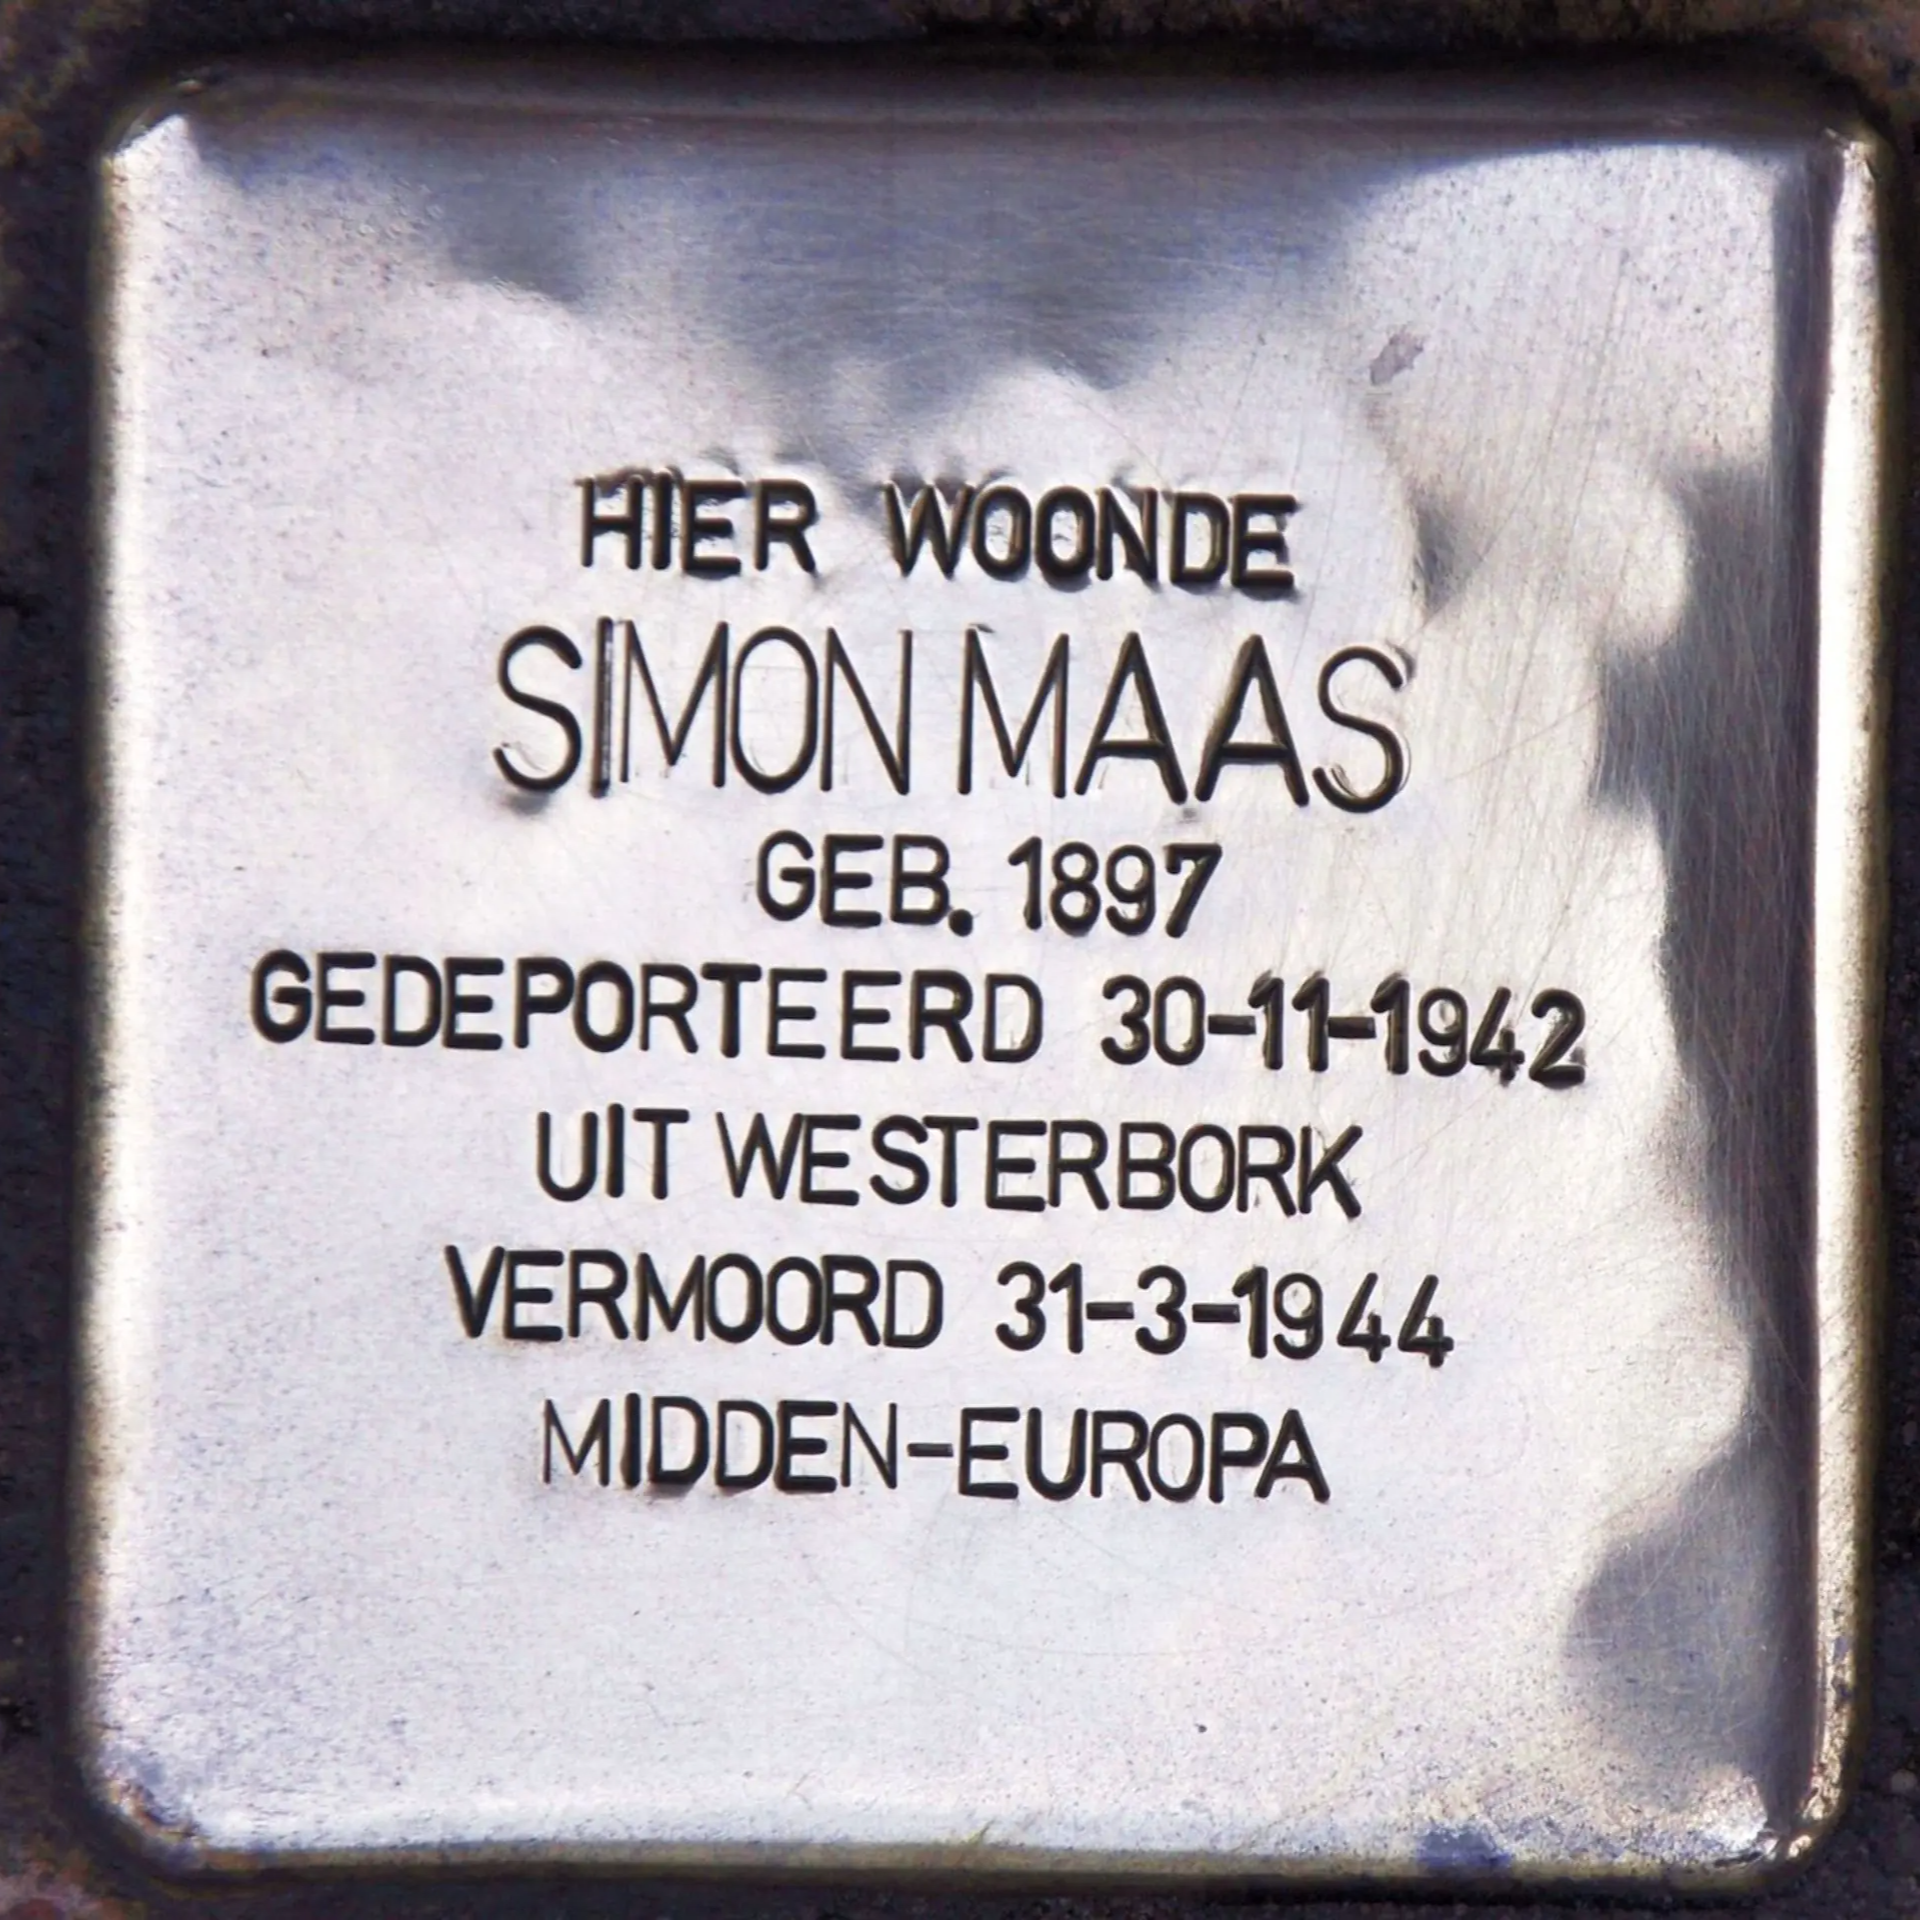 HIER WOONDE
SIMON MAAS
GEB. 1897
GEDEPORTEERD 30-11-1942
UIT WESTERBORK
VERMOORD 31-3-1944
MIDDEN-EUROPA